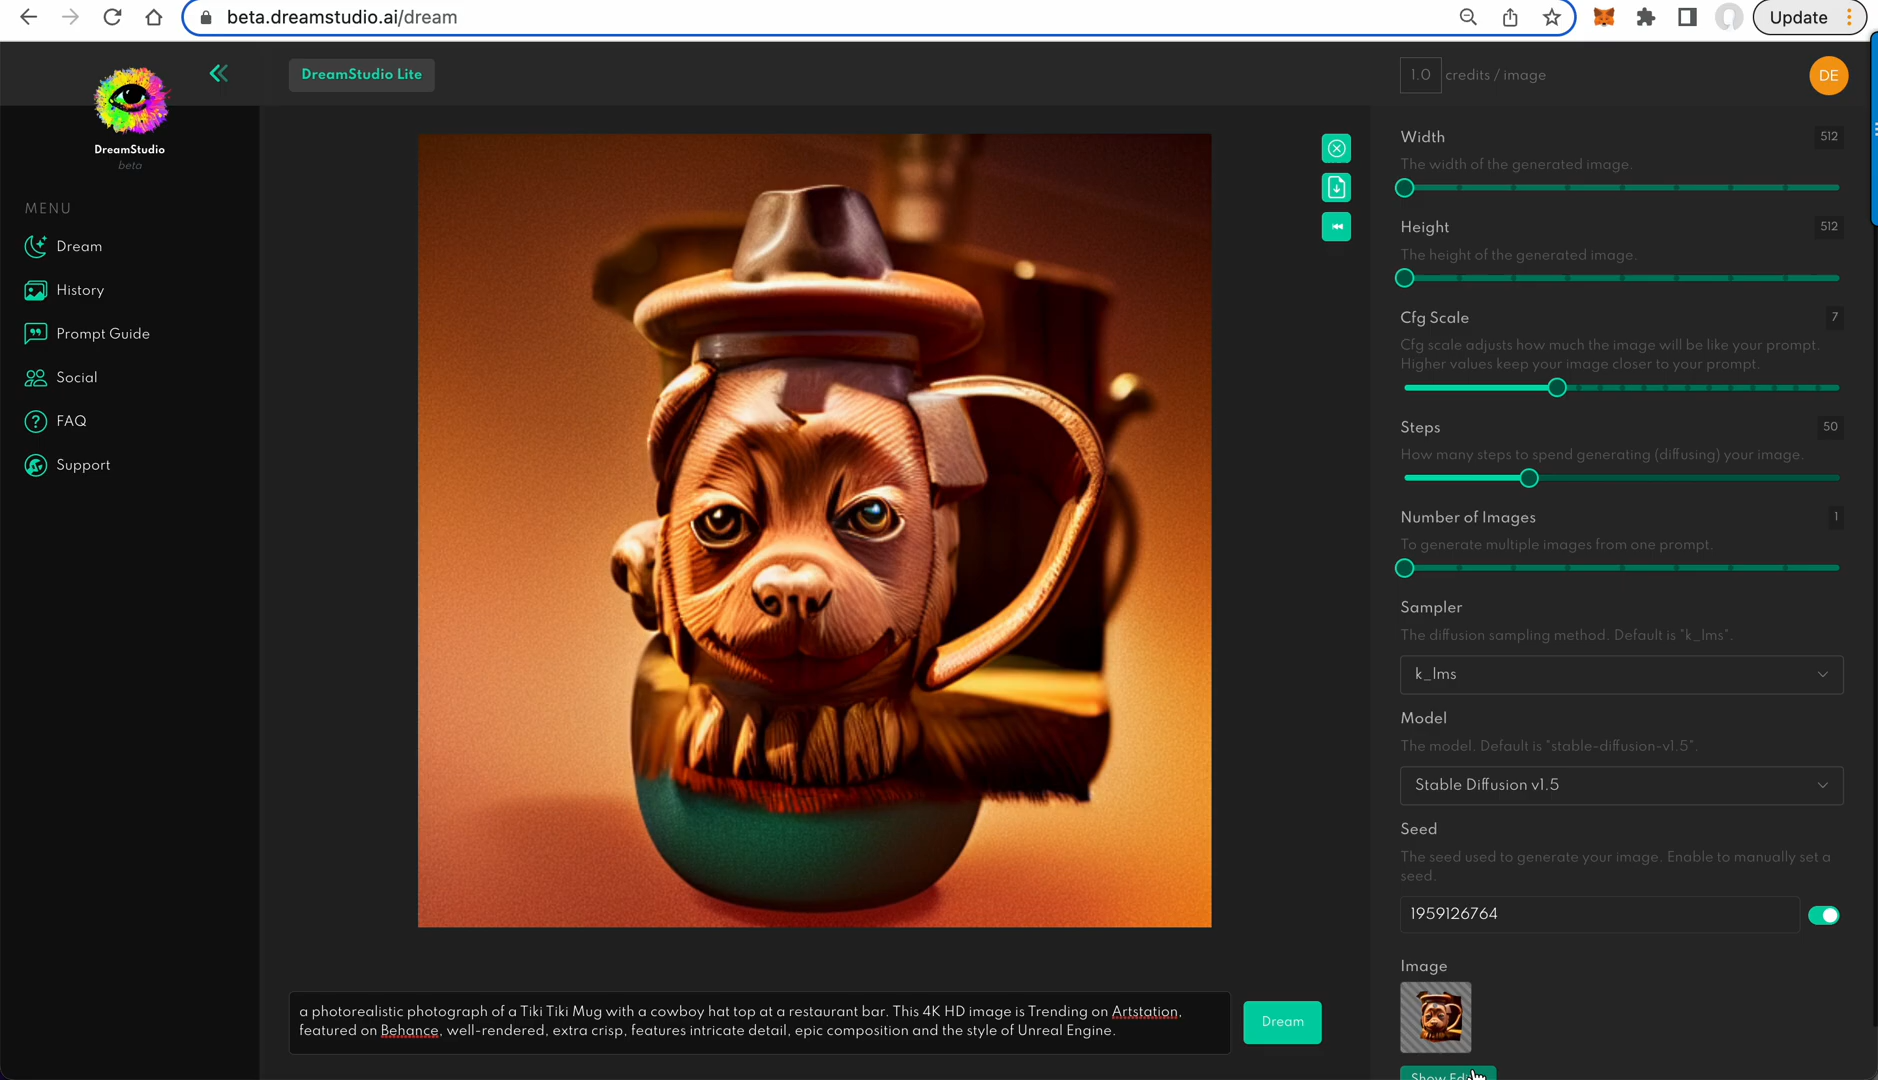 beta.dreamstudio.ai/dream
Update
DreamStudio
beta
MENU
Dream
History
Prompt Guide
Social
FAQ
Support
DreamStudio Lite
a photorealistic photograph of a Tiki Tiki Mug with a cowboy hat top at a restaurant bar. This 4K HD image is Trending on Artstation,
featured on Behance, well-rendered, extra crisp, features intricate detail, epic composition and the style of Unreal Engine.
Dream
1.0 credits / image
DE
Width 512
The width of the generated image.
Height 512
The height of the generated image.
Cfg Scale 7
Cfg scale adjusts how much the image will be like your prompt.
Higher values keep your image closer to your prompt.
Steps 50
How many steps to spend generating (diffusing) your image.
Number of Images 1
To generate multiple images from one prompt.
Sampler
The diffusion sampling method. Default is "k_lms".
k_lms
Model
The model. Default is "stable-diffusion-v1.5".
Stable Diffusion v1.5
Seed
The seed used to generate your image. Enable to manually set a
seed.
1959126764
Image
Show